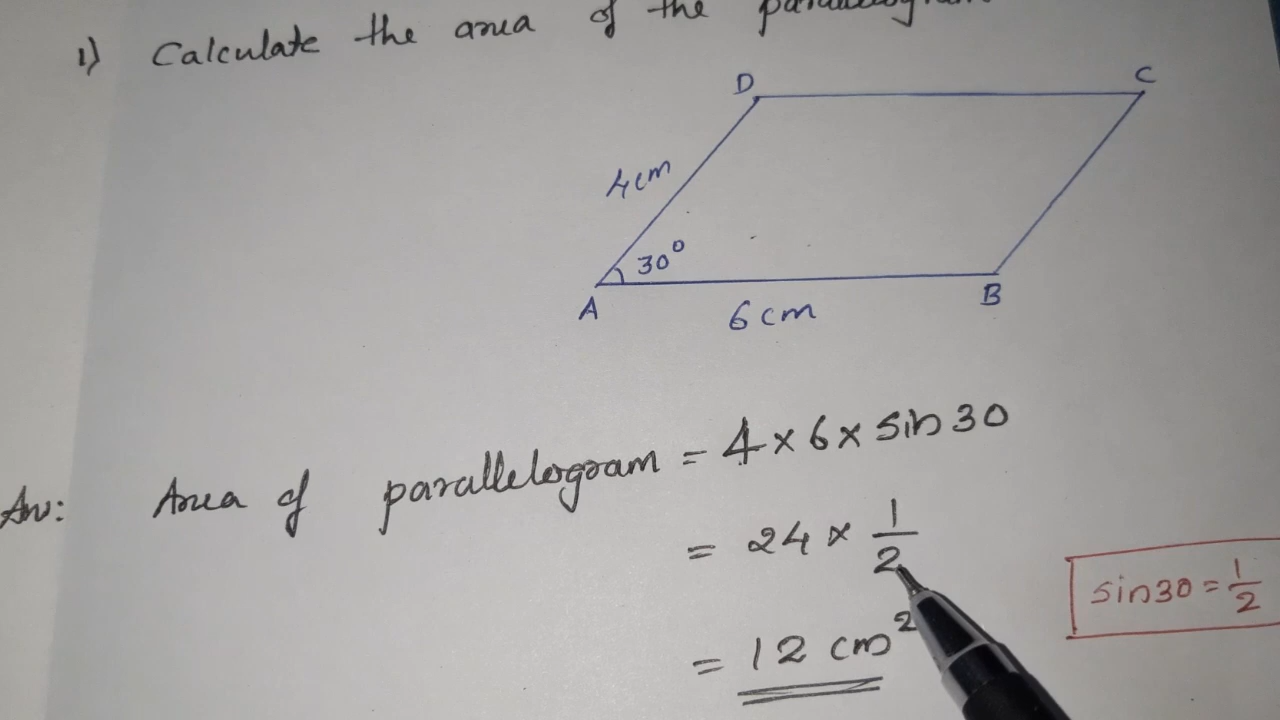 1) Calculate the area of the parallelogram
D
C
4cm
30°
A
B
6cm
Area of parallelogram = 4 × 6 × sin 30
Ans:
= 24 × 1/2
sin30 = 1/2
= 12 cm²